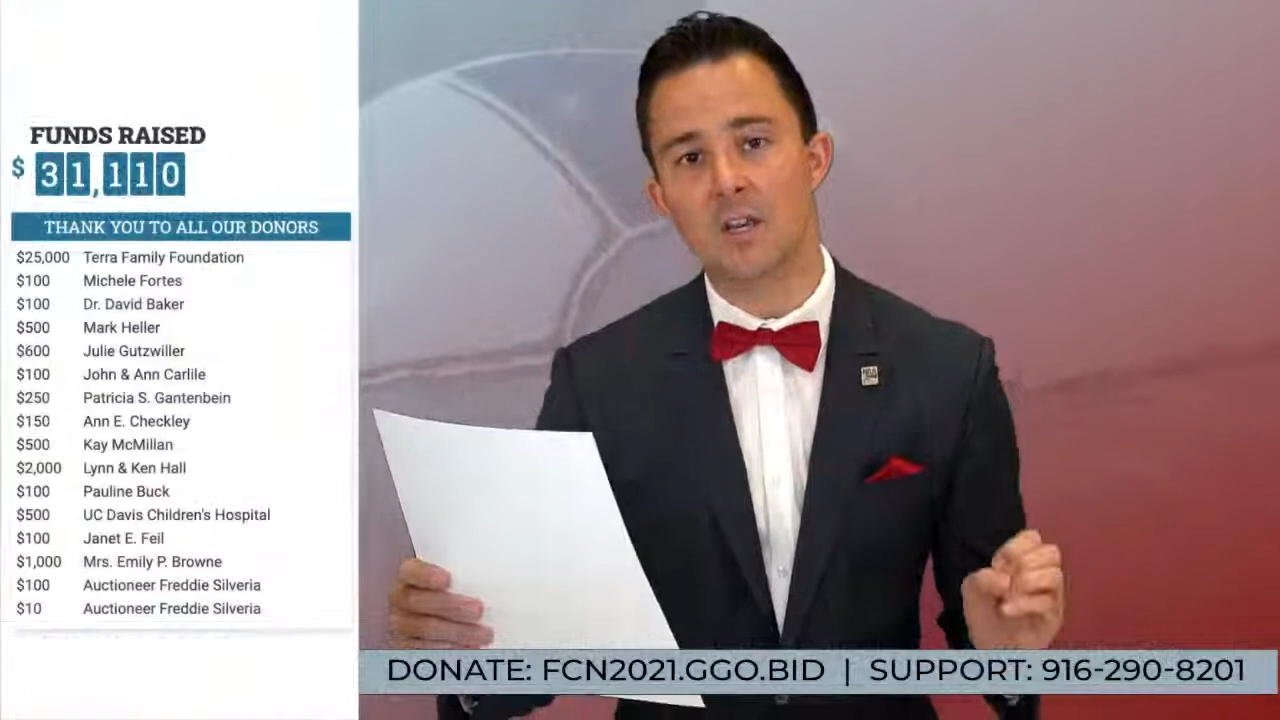 FUNDS RAISED
$ 31,110
THANK YOU TO ALL OUR DONORS
$25,000 Terra Family Foundation
$100 Michele Fortes
$100 Dr. David Baker
$500 Mark Heller
$600 Julie Gutzwiller
$100 John & Ann Carlile
$250 Patricia S. Gantenbein
$150 Ann E. Checkley
$500 Kay McMillan
$2,000 Lynn & Ken Hall
$100 Pauline Buck
$500 UC Davis Children's Hospital
$100 Janet E. Feil
$1,000 Mrs. Emily P. Browne
$100 Auctioneer Freddie Silveria
$10 Auctioneer Freddie Silveria
DONATE: FCN2021.GGO.BID | SUPPORT: 916-290-8201